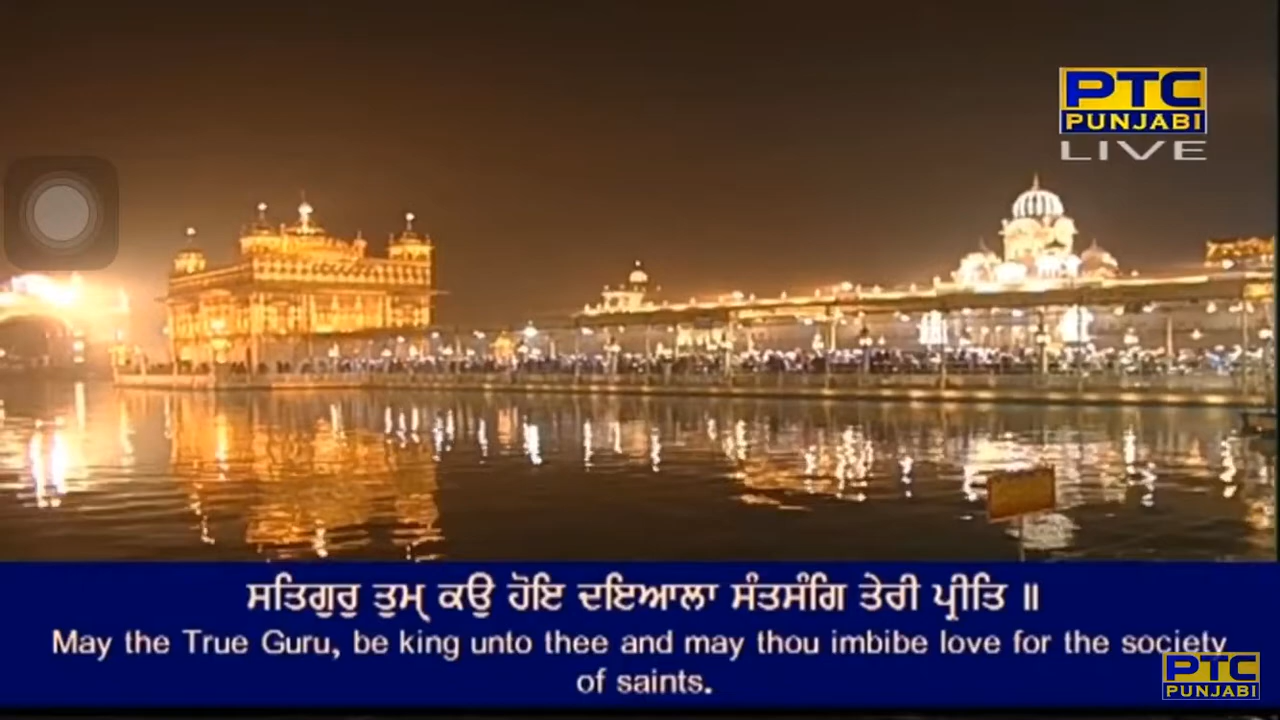 PTC
PUNJABI
LIVE
ਸਤਿਗੁਰੁ ਤੁਮ੍ ਕਉ ਹੋਇ ਦਇਆਲਾ ਸੰਤਸੰਗਿ ਤੇਰੀ ਪ੍ਰੀਤਿ ॥
May the True Guru, be king unto thee and may thou imbibe love for the society
of saints.
PTC
PUNJABI